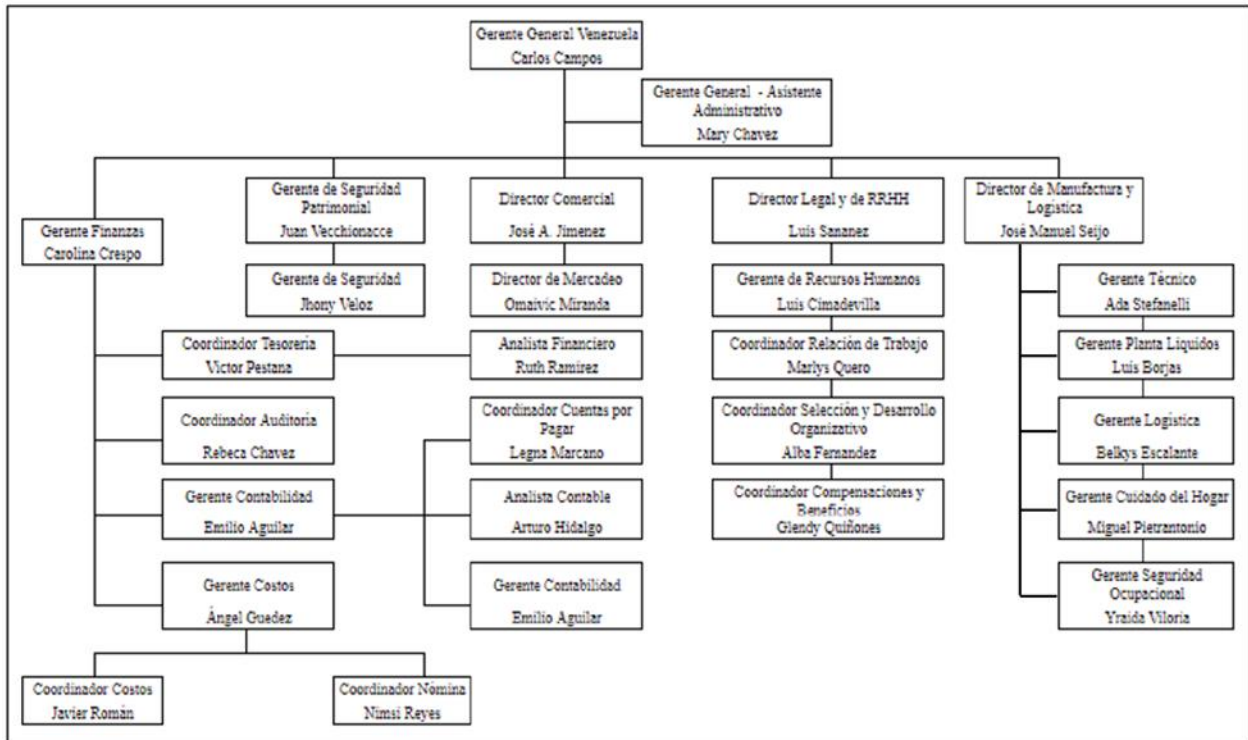 Gerente General Venezuela
Carlos Campos
Gerente General - Asistente
Administrativo
Mary Chavez
Gerente Finanzas
Carolina Crespo
Gerente de Seguridad
Patrimonial
Juan Vecchionacce
Director Comercial
José A. Jimenez
Director Legal y de RRHH
Luis Sananez
Director de Manufactura y
Logistica
José Manuel Seijo
Gerente de Seguridad
Jhony Veloz
Director de Mercadeo
Omaivic Miranda
Gerente de Recursos Humanos
Luis Cimadevilla
Gerente Técnico
Ada Stefanelli
Coordinador Tesoreria
Victor Pestana
Analista Financiero
Ruth Ramirez
Coordinador Relación de Trabajo
Marlys Quero
Gerente Planta Liquidos
Luis Borjas
Coordinador Auditoria
Rebeca Chavez
Coordinador Cuentas por
Pagar
Legna Marcano
Coordinador Selección y Desarrollo
Organizativo
Alba Fernandez
Gerente Logistica
Belkys Escalante
Gerente Contabilidad
Emilio Aguilar
Analista Contable
Arturo Hidalgo
Coordinador Compensaciones y
Beneficios
Glendy Quiñones
Gerente Cuidado del Hogar
Miguel Pietrantonio
Gerente Costos
Ángel Guedez
Gerente Contabilidad
Emilio Aguilar
Gerente Seguridad
Ocupacional
Yraida Viloria
Coordinador Costos
Javier Román
Coordinador Nómina
Nimsi Reyes